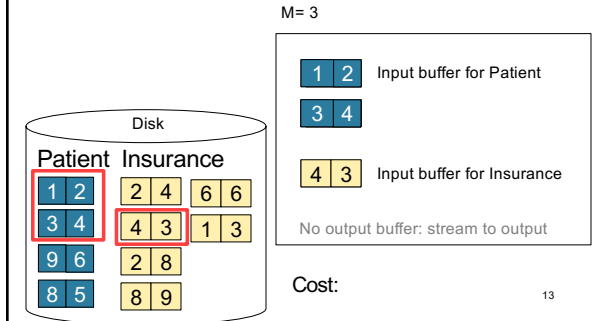 M= 3
1 2 Input buffer for Patient
3 4
4 3 Input buffer for Insurance
No output buffer: stream to output
Disk
Patient Insurance
1 2 2 4 6 6
3 4 4 3 1 3
9 6 2 8
8 5 8 9
Cost:
13